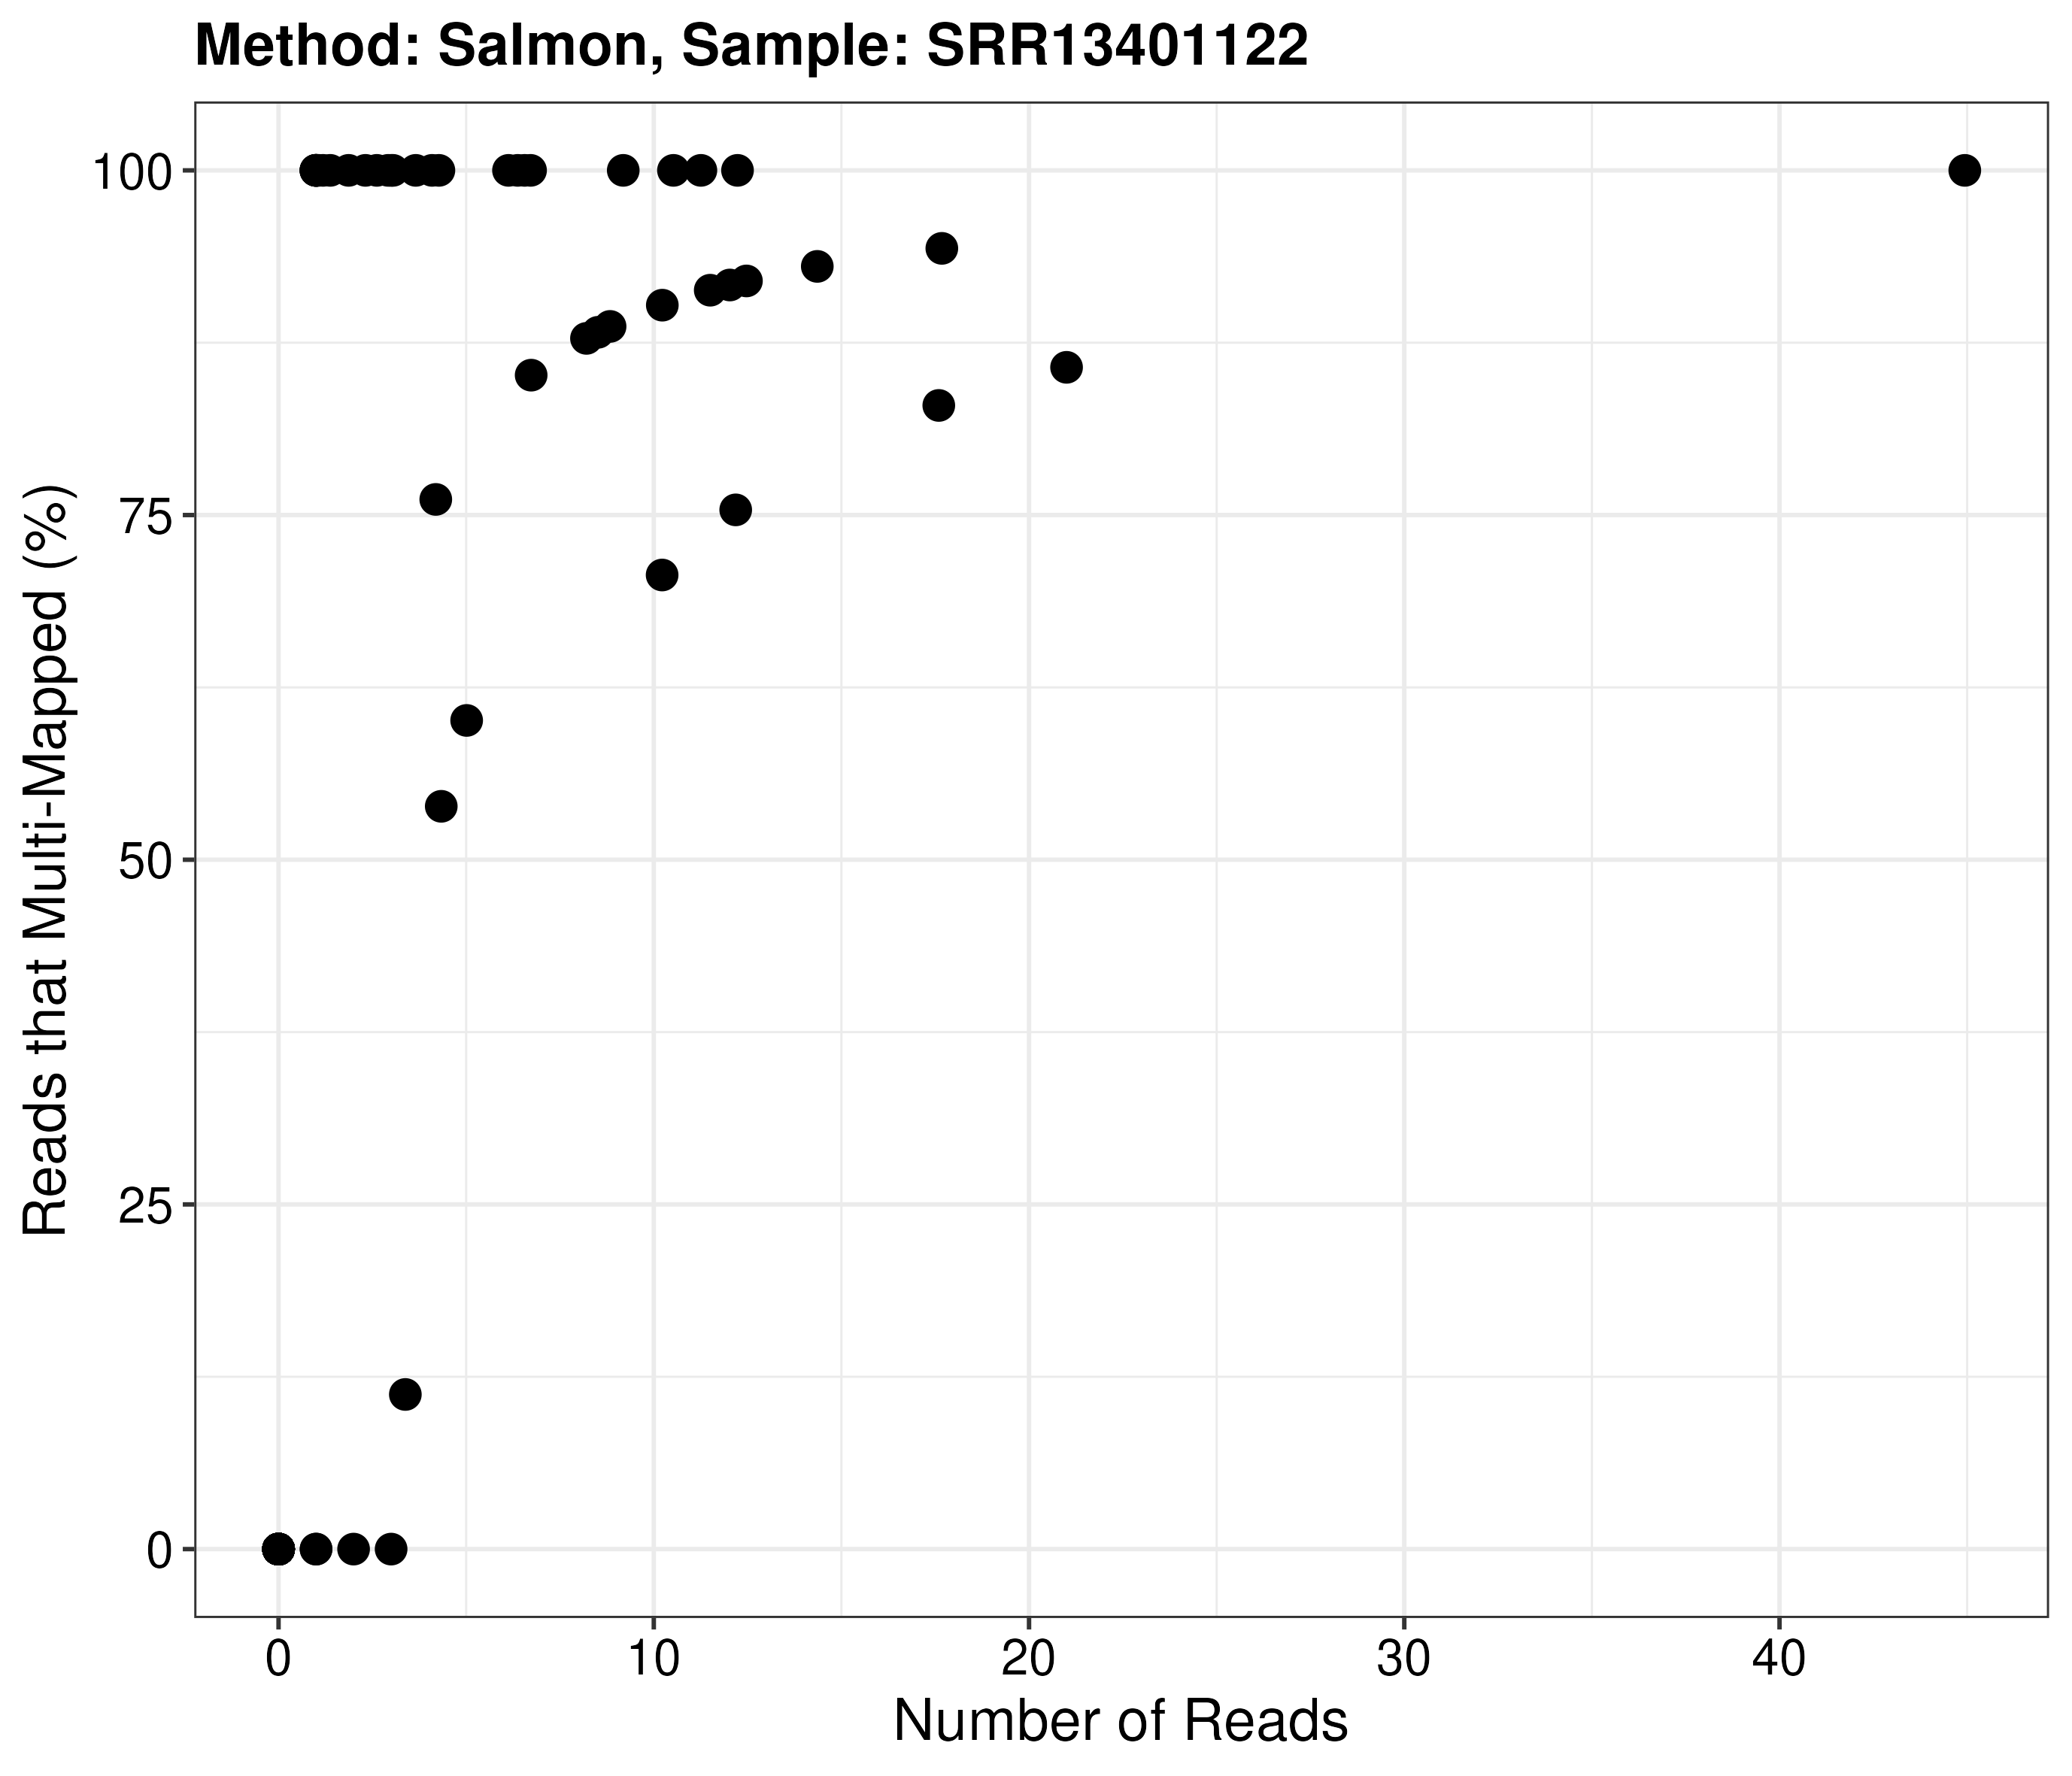 Method: Salmon, Sample: SRR13401122
Reads that Multi-Mapped (%)
100
75
50
25
0
0 10 20 30 40
Number of Reads